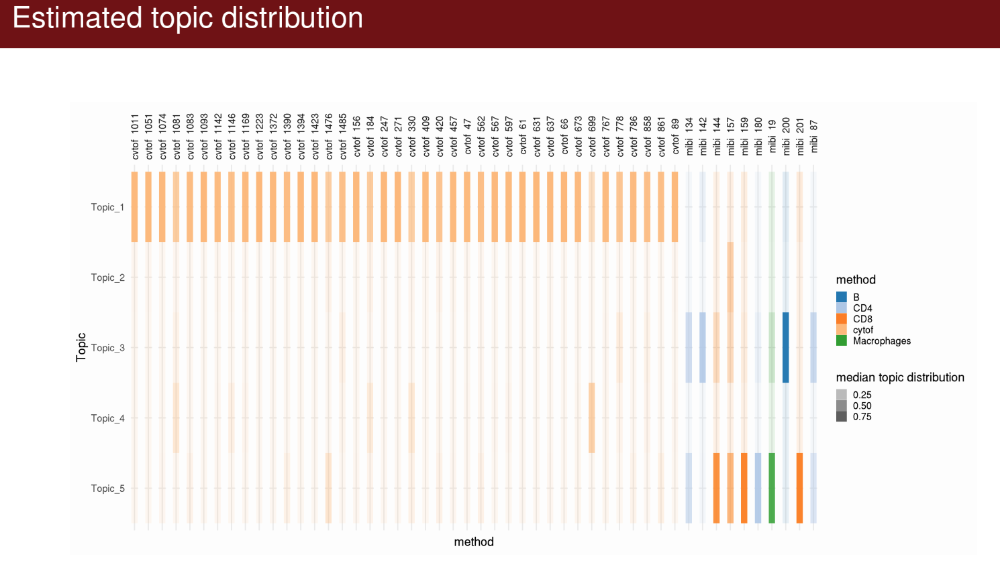 Estimated topic distribution
cytof 1011
cytof 1051
cytof 1074
cytof 1081
cytof 1083
cytof 1093
cytof 1142
cytof 1146
cytof 1169
cytof 1223
cytof 1372
cytof 1390
cytof 1394
cytof 1423
cytof 1476
cytof 1485
cytof 156
cytof 184
cytof 247
cytof 271
cytof 330
cytof 409
cytof 420
cytof 457
cytof 47
cytof 562
cytof 567
cytof 597
cytof 61
cytof 631
cytof 637
cytof 66
cytof 673
cytof 699
cytof 767
cytof 778
cytof 786
cytof 858
cytof 861
cytof 89
mibi 134
mibi 142
mibi 144
mibi 157
mibi 159
mibi 180
mibi 19
mibi 200
mibi 201
mibi 87
Topic_1
Topic_2
Topic_3
Topic_4
Topic_5
Topic
method
method
B
CD4
CD8
cytof
Macrophages
median topic distribution
0.25
0.50
0.75